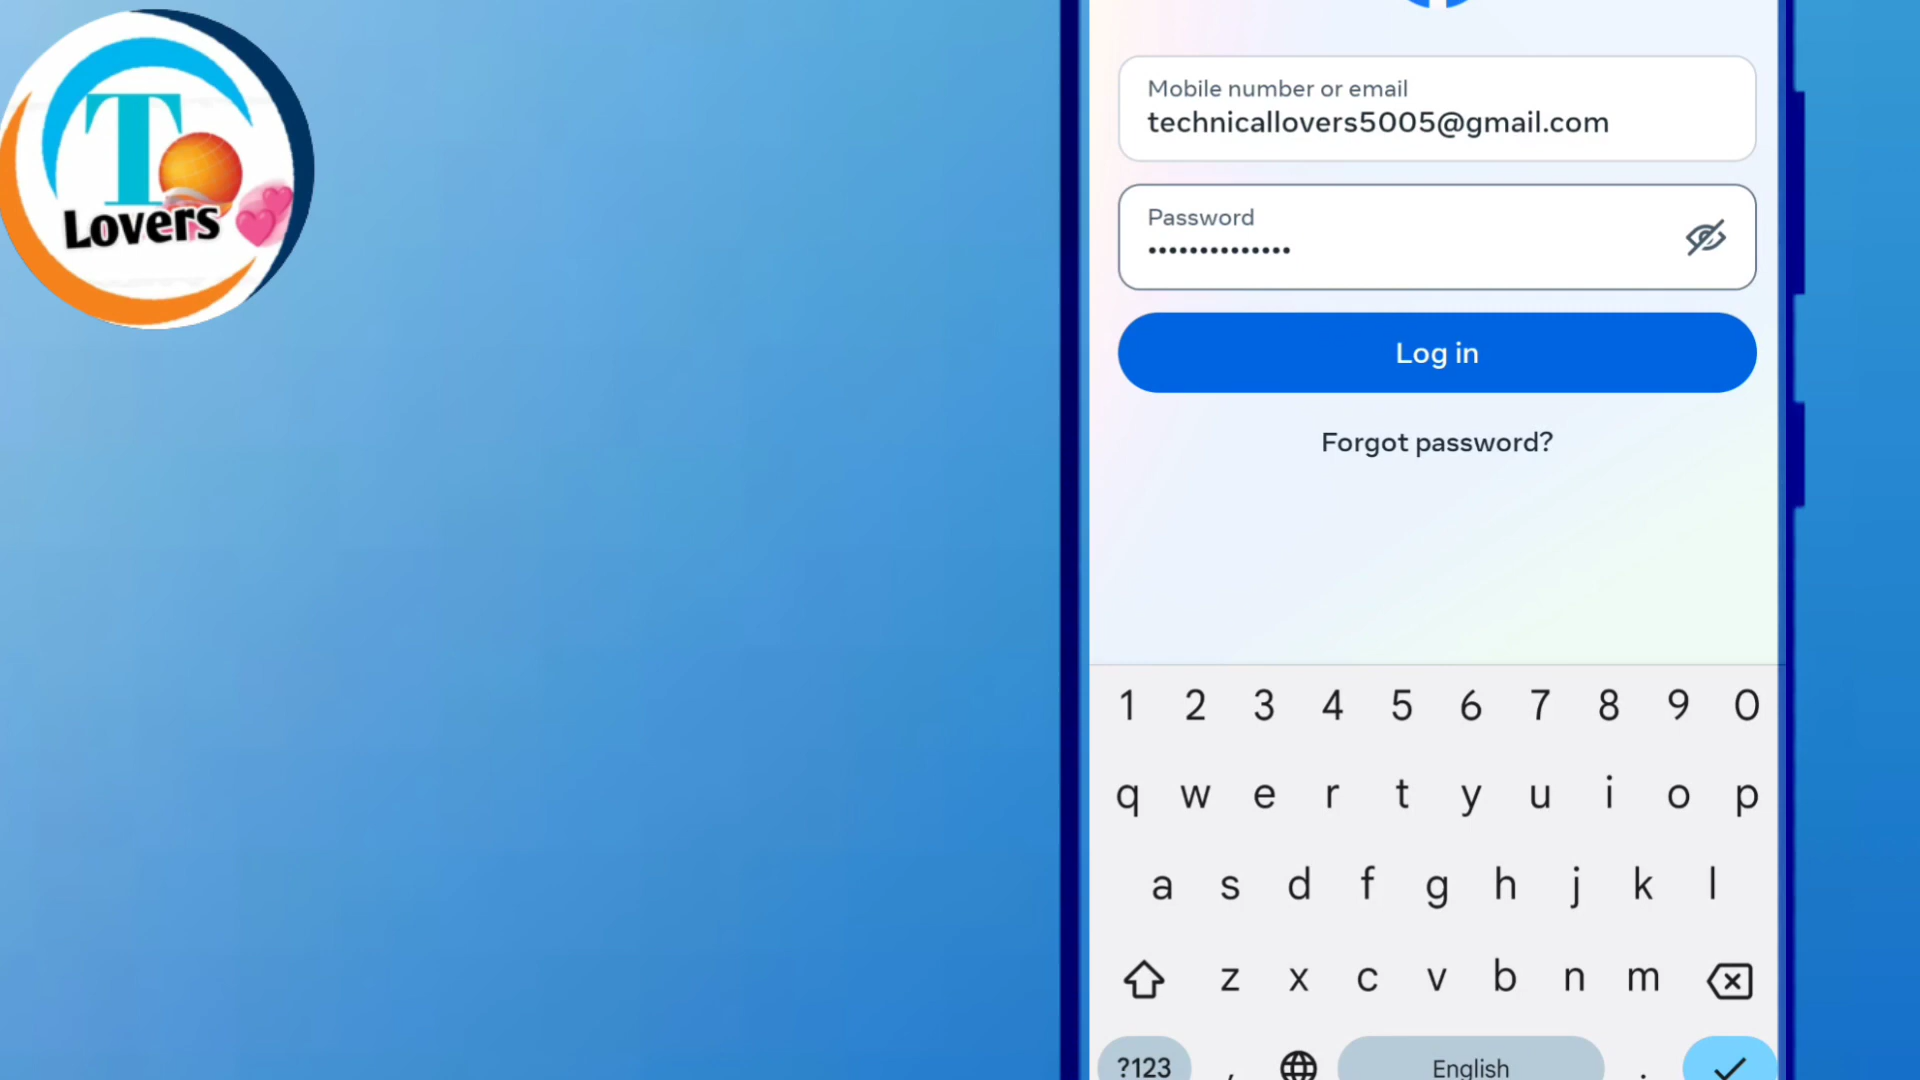 T
Lovers
Mobile number or email
technicallovers5005@gmail.com
Password
••••••••••••••
Log in
Forgot password?
1 2 3 4 5 6 7 8 9 0
q w e r t y u i o p
a s d f g h j k l
z x c v b n m
?123 , English .